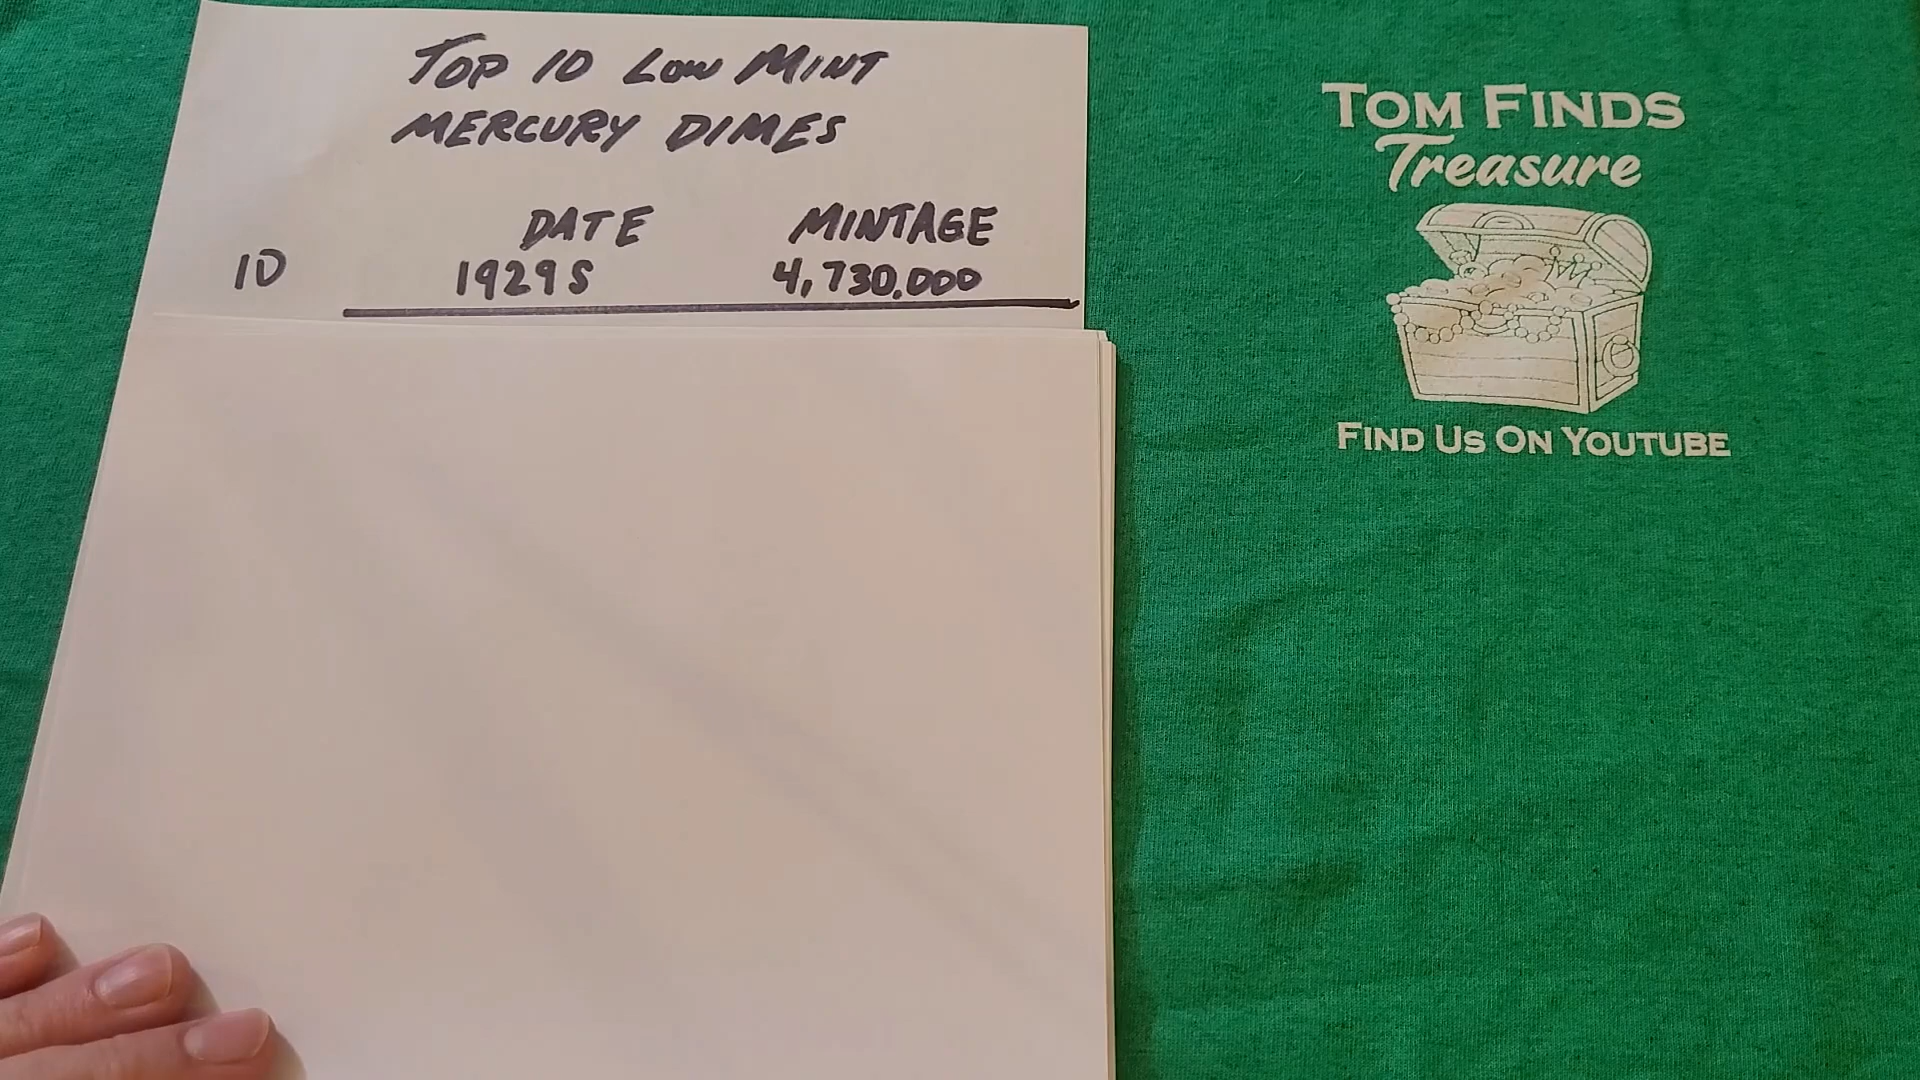 TOP 10 LOW MINT
MERCURY DIMES
DATE MINTAGE
10 1929S 4,730,000
TOM FINDS
Treasure
FIND US ON YOUTUBE